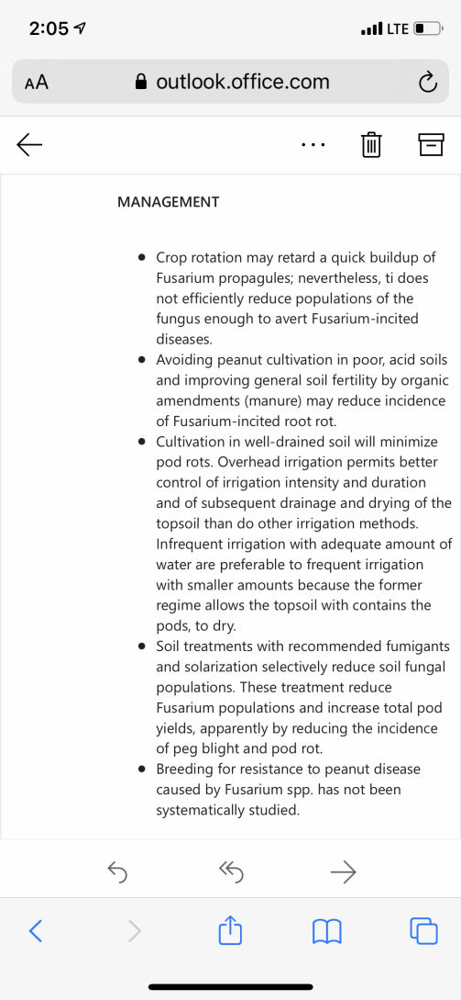 2:05
LTE
AA
outlook.office.com
MANAGEMENT
● Crop rotation may retard a quick buildup of
Fusarium propagules; nevertheless, ti does
not efficiently reduce populations of the
fungus enough to avert Fusarium-incited
diseases.
● Avoiding peanut cultivation in poor, acid soils
and improving general soil fertility by organic
amendments (manure) may reduce incidence
of Fusarium-incited root rot.
● Cultivation in well-drained soil will minimize
pod rots. Overhead irrigation permits better
control of irrigation intensity and duration
and of subsequent drainage and drying of the
topsoil than do other irrigation methods.
Infrequent irrigation with adequate amount of
water are preferable to frequent irrigation
with smaller amounts because the former
regime allows the topsoil with contains the
pods, to dry.
● Soil treatments with recommended fumigants
and solarization selectively reduce soil fungal
populations. These treatment reduce
Fusarium populations and increase total pod
yields, apparently by reducing the incidence
of peg blight and pod rot.
● Breeding for resistance to peanut disease
caused by Fusarium spp. has not been
systematically studied.